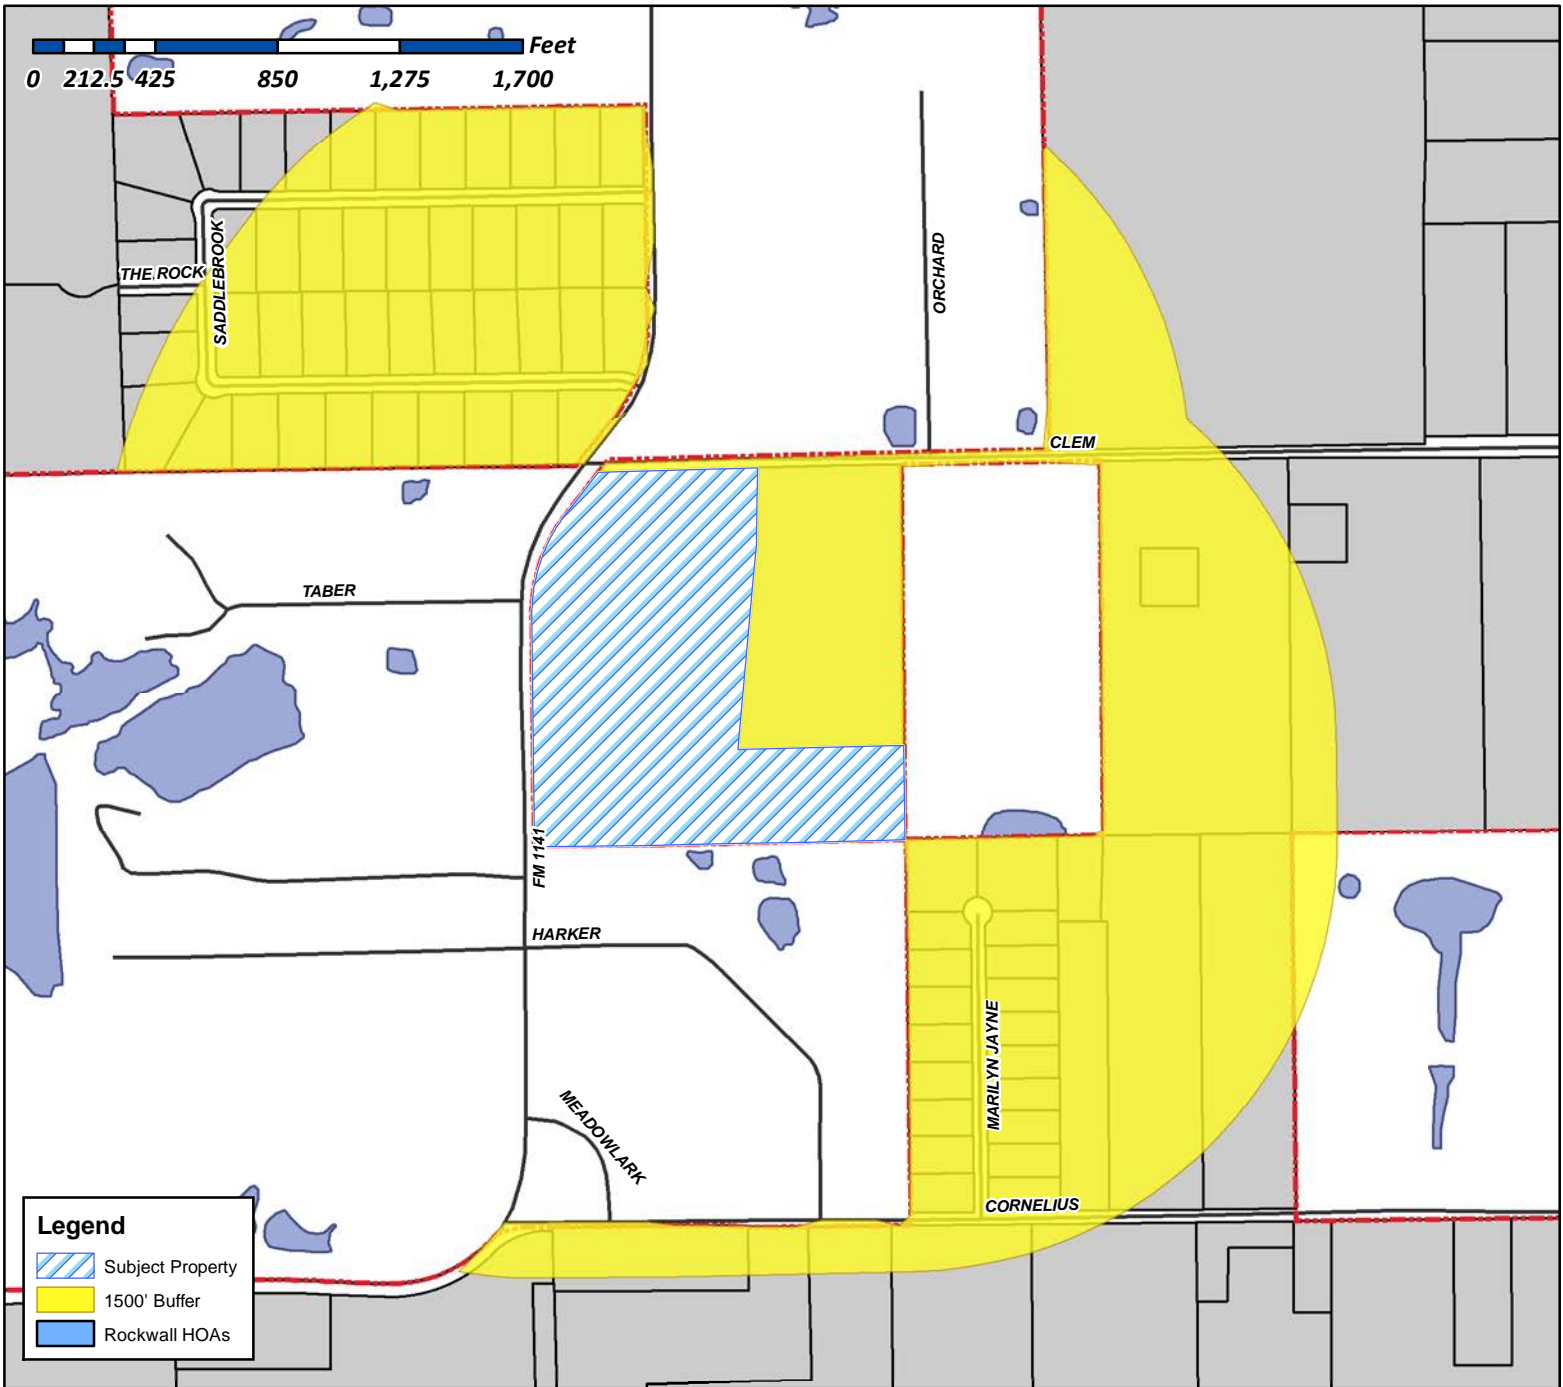 Feet
0 212.5 425 850 1,275 1,700
THE ROCK
SADDLEBROOK
ORCHARD
CLEM
TABER
FM 1141
HARKER
MEADOWLARK
MARILYN JAYNE
CORNELIUS
Legend
Subject Property
1500' Buffer
Rockwall HOAs